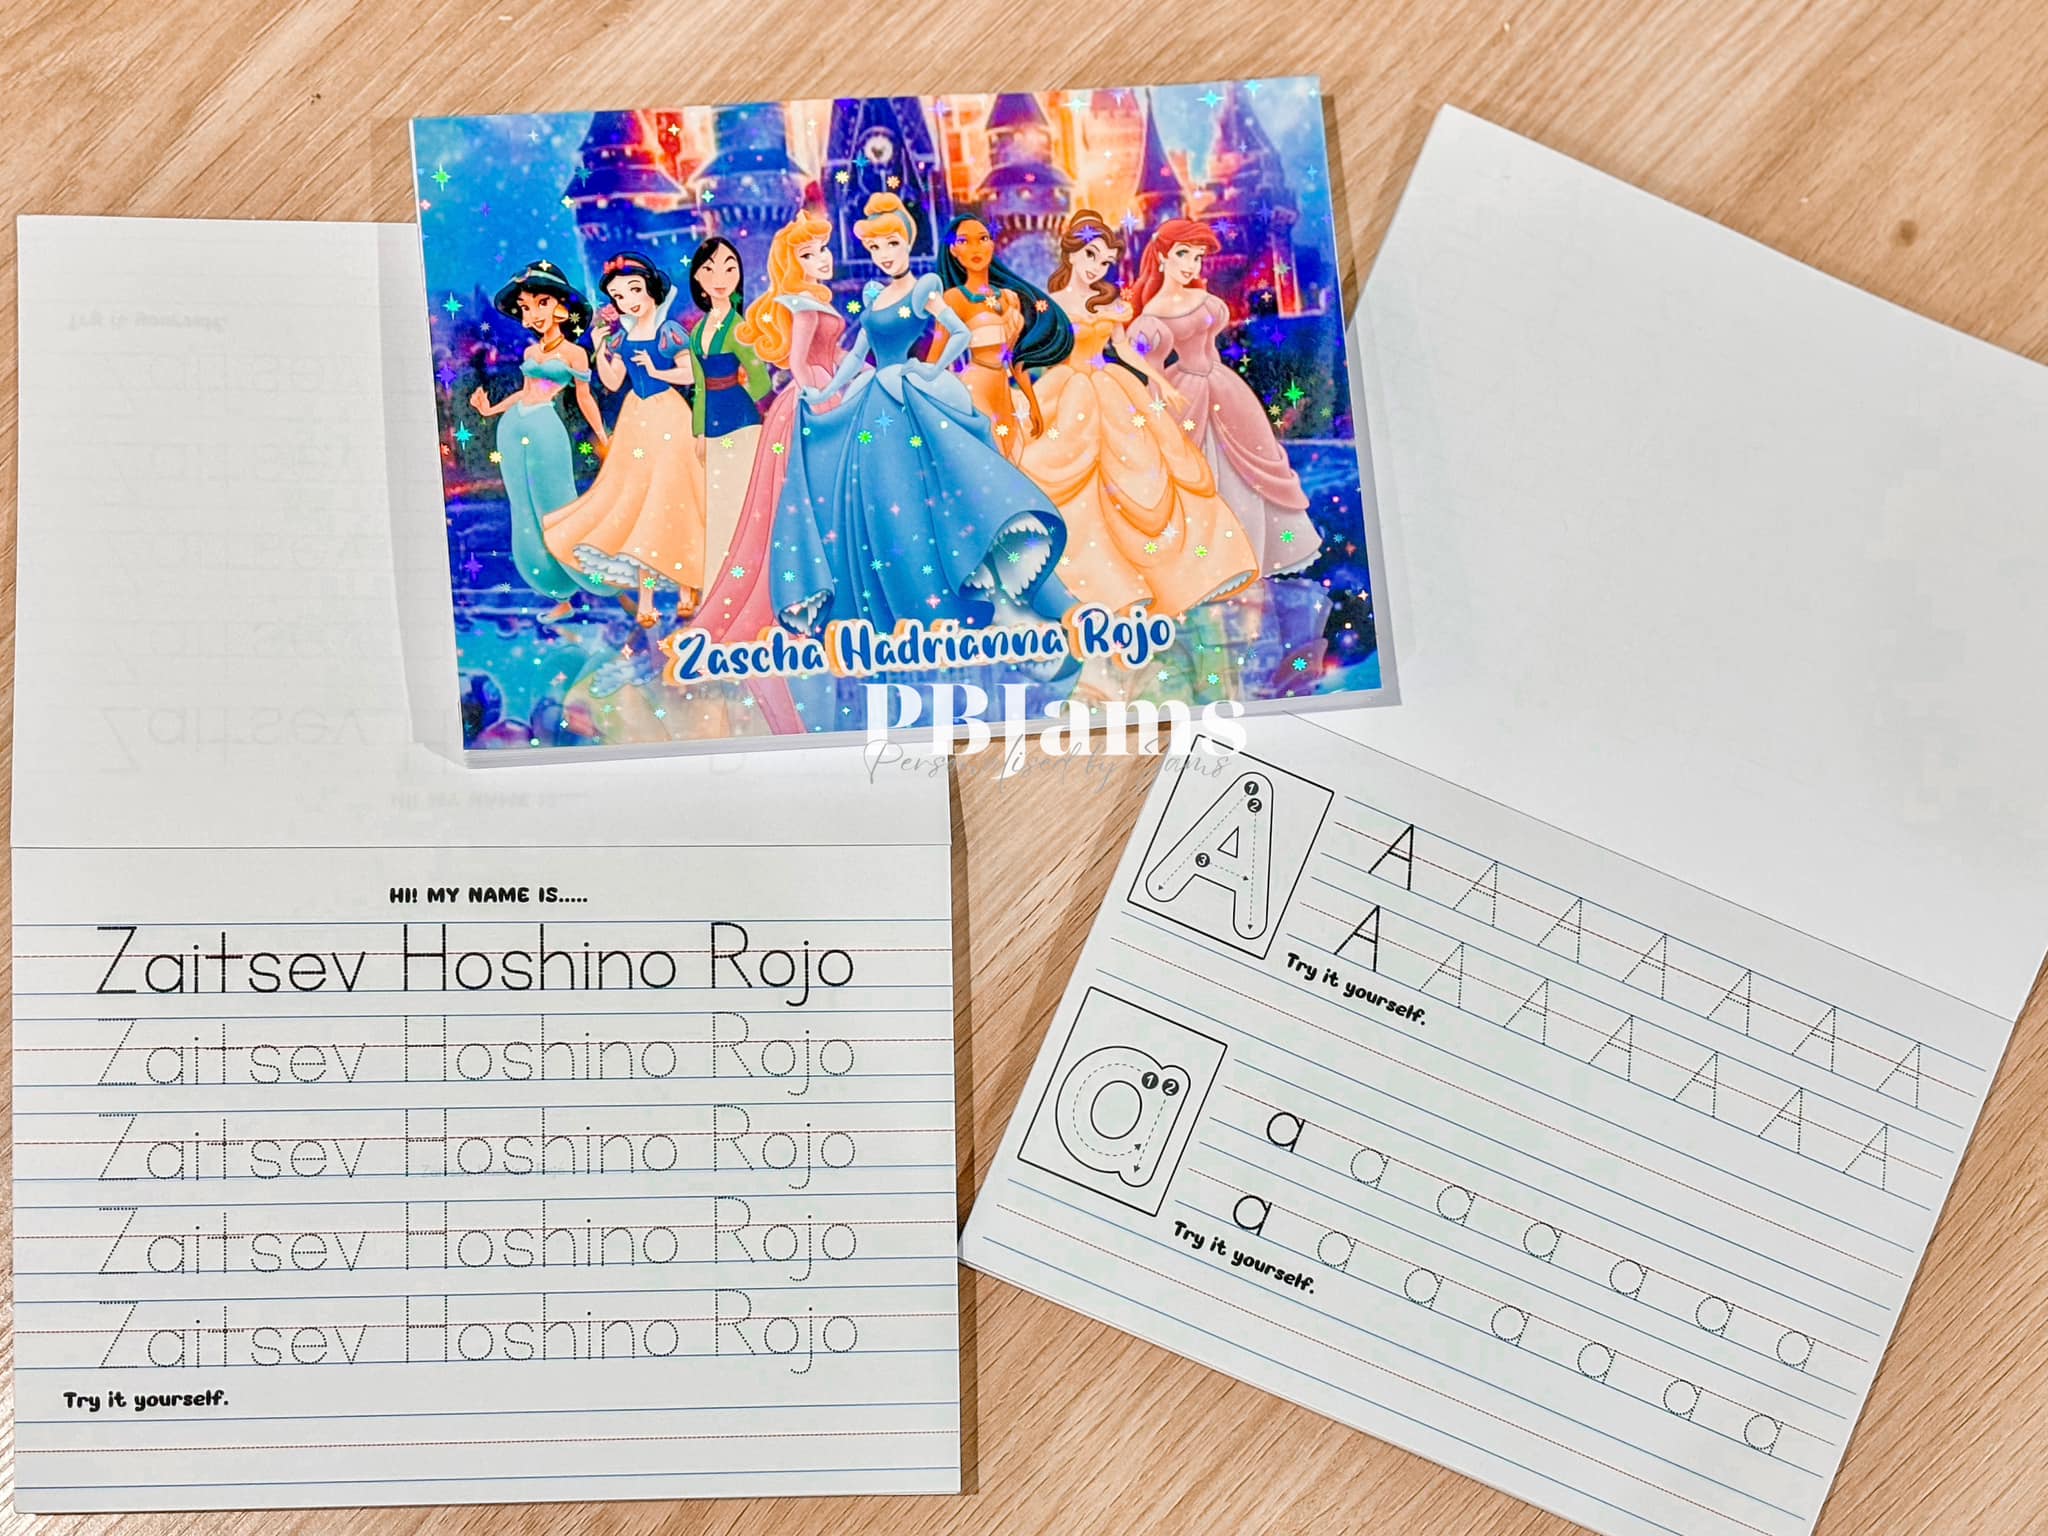 Zascha Hadrianna Rojo
PBJams
Personalised by Jams
HI! MY NAME IS.....
Zaitsev Hoshino Rojo
Zaitsev Hoshino Rojo
Zaitsev Hoshino Rojo
Zaitsev Hoshino Rojo
Zaitsev Hoshino Rojo
Try it yourself.
A 1 2 3
A A A A A A A
A A A A A A A
Try it yourself.
a 1 2
a a a a a a a
a a a a a a a
Try it yourself.